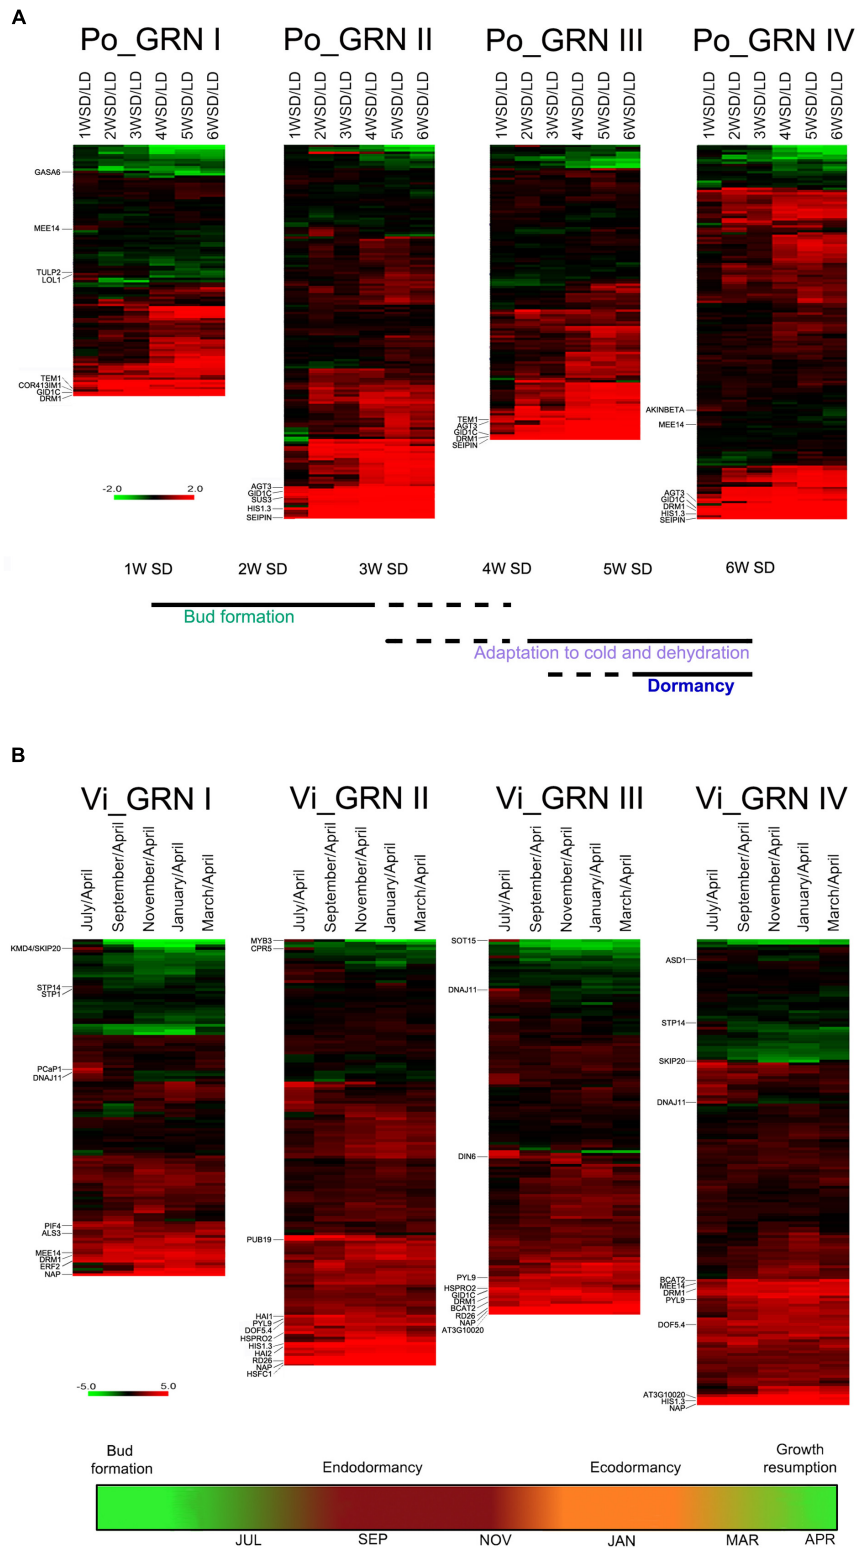 A
Po_GRN I
Po_GRN II
Po_GRN III
Po_GRN IV
1WSD/LD
2WSD/LD
3WSD/LD
4WSD/LD
5WSD/LD
6WSD/LD
1WSD/LD
2WSD/LD
3WSD/LD
4WSD/LD
5WSD/LD
6WSD/LD
1WSD/LD
2WSD/LD
3WSD/LD
4WSD/LD
5WSD/LD
6WSD/LD
1WSD/LD
2WSD/LD
3WSD/LD
4WSD/LD
5WSD/LD
6WSD/LD
GASA6
MEE14
TULP2
LOL1
TEM1
COR413IM1
GID1C
DRM1
AGT3
GID1C
SUS3
HIS1.3
SEIPIN
TEM1
AGT3
GID1C
DRM1
SEIPIN
AKINBETA
MEE14
AGT3
GID1C
DRM1
HIS1.3
SEIPIN
-2.0 2.0
1W SD 2W SD 3W SD 4W SD 5W SD 6W SD
Bud formation
Adaptation to cold and dehydration
Dormancy
B
Vi_GRN I
Vi_GRN II
Vi_GRN III
Vi_GRN IV
July/April
September/April
November/April
January/April
March/April
July/April
September/April
November/April
January/April
March/April
July/April
September/Apri
November/April
January/April
March/April
July/April
September/April
November/April
January/April
March/April
KMD4/SKIP20
STP14
STP1
PCaP1
DNAJ11
PIF4
ALS3
MEE14
DRM1
ERF2
NAP
MYB3
CPR5
PUB19
HAI1
PYL9
DOF5.4
HSPRO2
HIS1.3
HAI2
RD26
NAP
HSFC1
SOT15
DNAJ11
DIN6
PYL9
HSPRO2
GID1C
DRM1
BCAT2
RD26
NAP
AT3G10020
ASD1
STP14
SKIP20
DNAJ11
BCAT2
MEE14
DRM1
PYL9
DOF5.4
AT3G10020
HIS1.3
NAP
-5.0 5.0
Bud
formation
Endodormancy
Ecodormancy
Growth
resumption
JUL SEP NOV JAN MAR APR